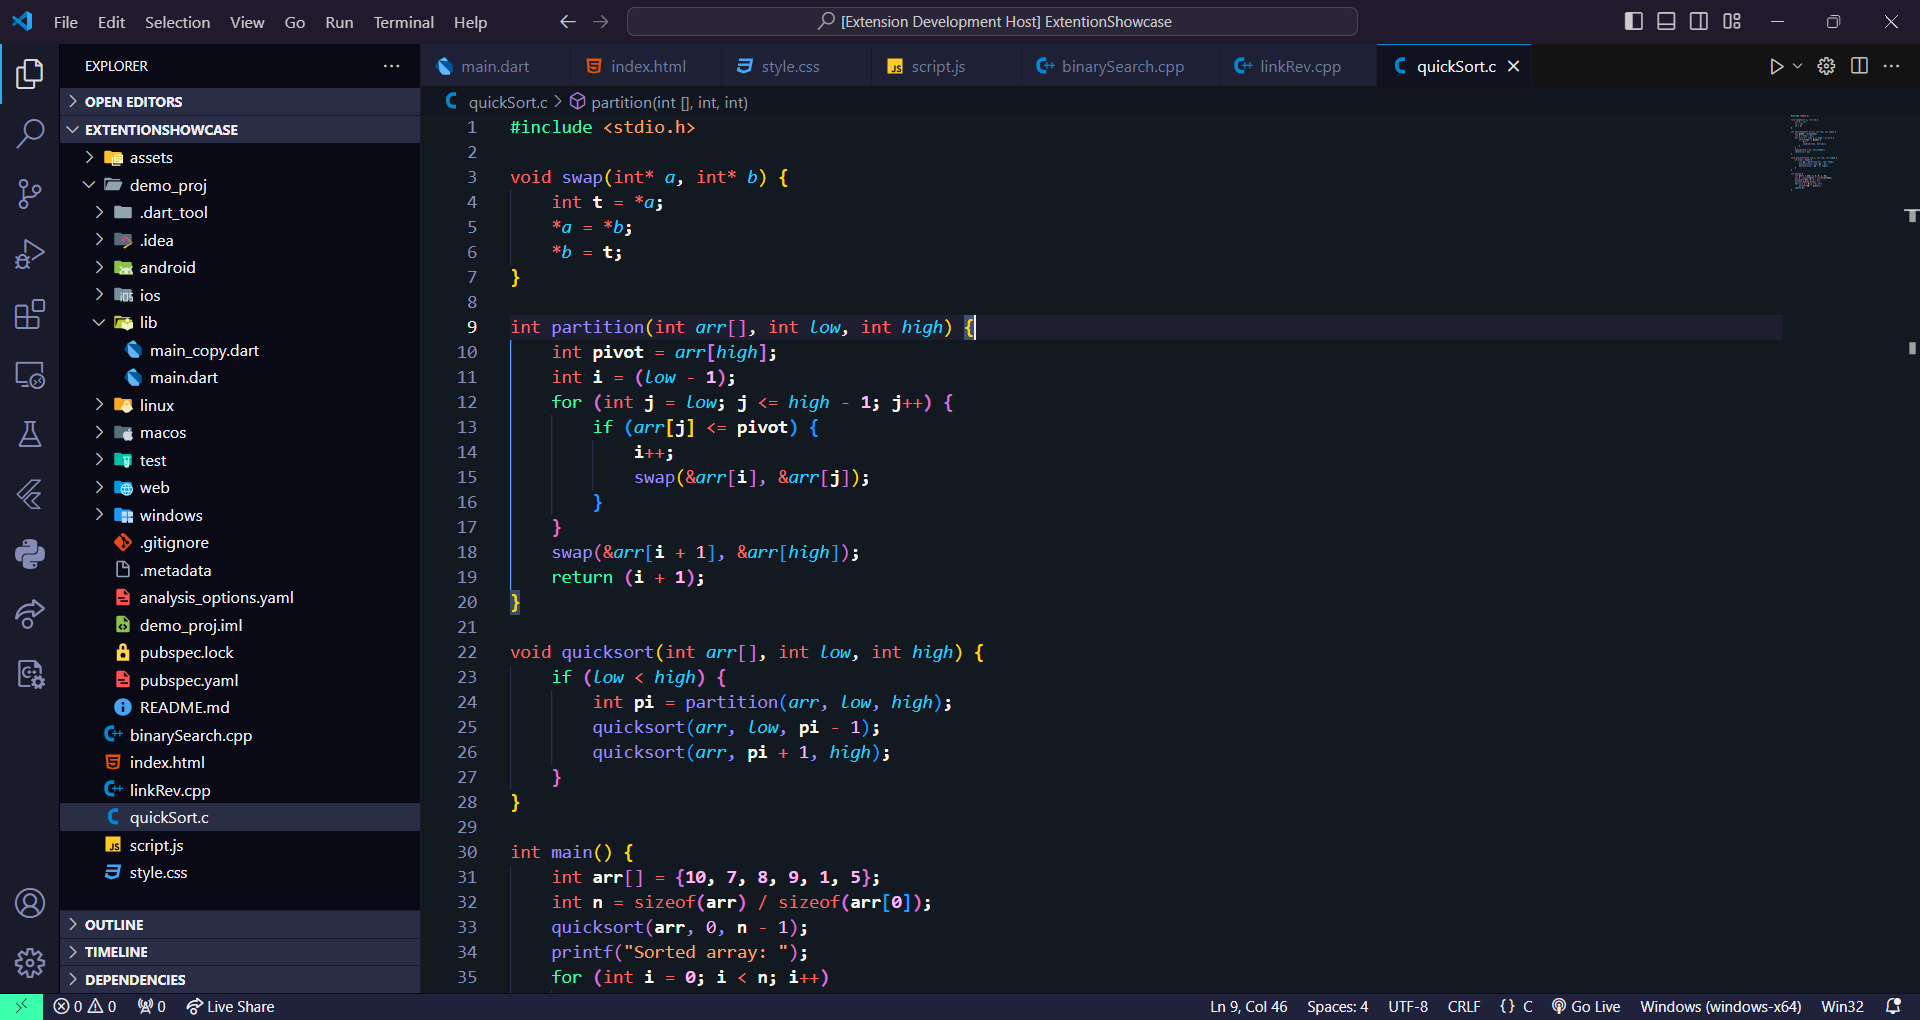 File Edit Selection View Go Run Terminal Help
[Extension Development Host] ExtentionShowcase
EXPLORER
OPEN EDITORS
EXTENTIONSHOWCASE
assets
demo_proj
.dart_tool
.idea
android
ios
lib
main_copy.dart
main.dart
linux
macos
test
web
windows
.gitignore
.metadata
analysis_options.yaml
demo_proj.iml
pubspec.lock
pubspec.yaml
README.md
binarySearch.cpp
index.html
linkRev.cpp
quickSort.c
script.js
style.css
OUTLINE
TIMELINE
DEPENDENCIES
main.dart index.html style.css script.js binarySearch.cpp linkRev.cpp quickSort.c
quickSort.c > partition(int [], int, int)
1 #include <stdio.h>
2
3 void swap(int* a, int* b) {
4     int t = *a;
5     *a = *b;
6     *b = t;
7 }
8
9 int partition(int arr[], int low, int high) {
10     int pivot = arr[high];
11     int i = (low - 1);
12     for (int j = low; j <= high - 1; j++) {
13         if (arr[j] <= pivot) {
14             i++;
15             swap(&arr[i], &arr[j]);
16         }
17     }
18     swap(&arr[i + 1], &arr[high]);
19     return (i + 1);
20 }
21
22 void quicksort(int arr[], int low, int high) {
23     if (low < high) {
24         int pi = partition(arr, low, high);
25         quicksort(arr, low, pi - 1);
26         quicksort(arr, pi + 1, high);
27     }
28 }
29
30 int main() {
31     int arr[] = {10, 7, 8, 9, 1, 5};
32     int n = sizeof(arr) / sizeof(arr[0]);
33     quicksort(arr, 0, n - 1);
34     printf("Sorted array: ");
35     for (int i = 0; i < n; i++)
0 0 0 Live Share Ln 9, Col 46 Spaces: 4 UTF-8 CRLF {} C Go Live Windows (windows-x64) Win32